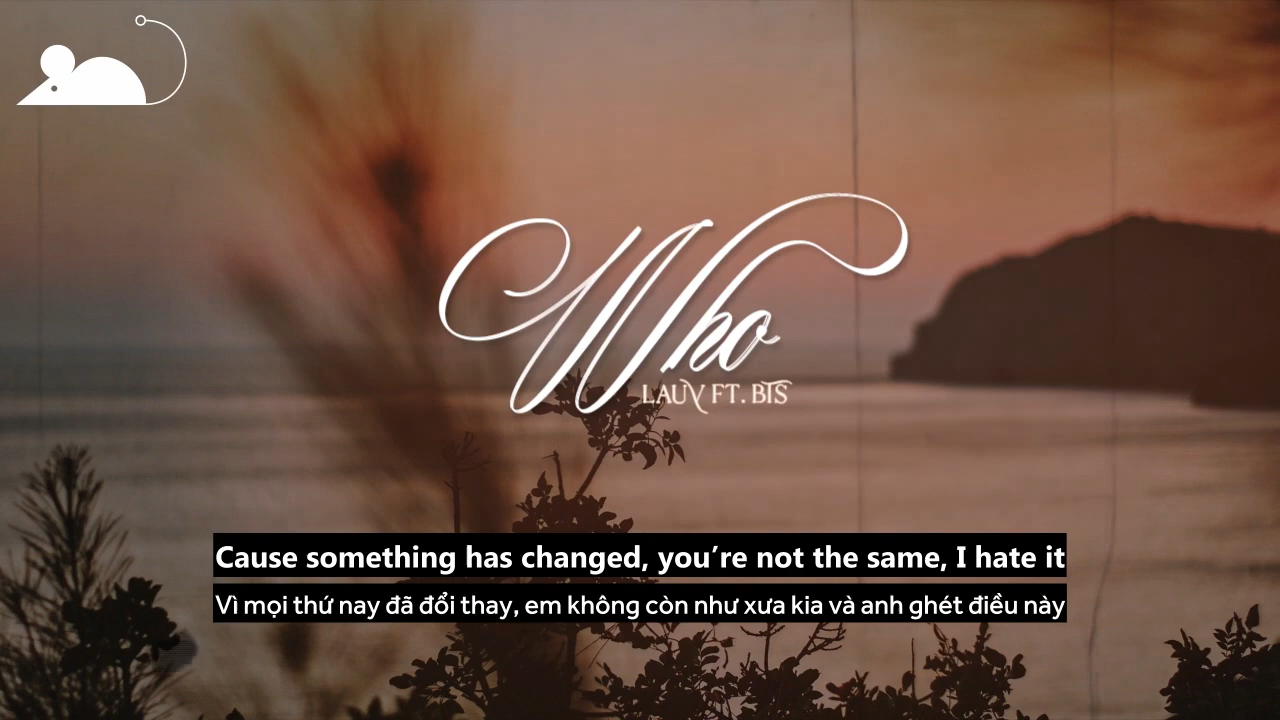 Who
LAUV FT. BTS
Cause something has changed, you’re not the same, I hate it
Vì mọi thứ nay đã đổi thay, em không còn như xưa kia và anh ghét điều này